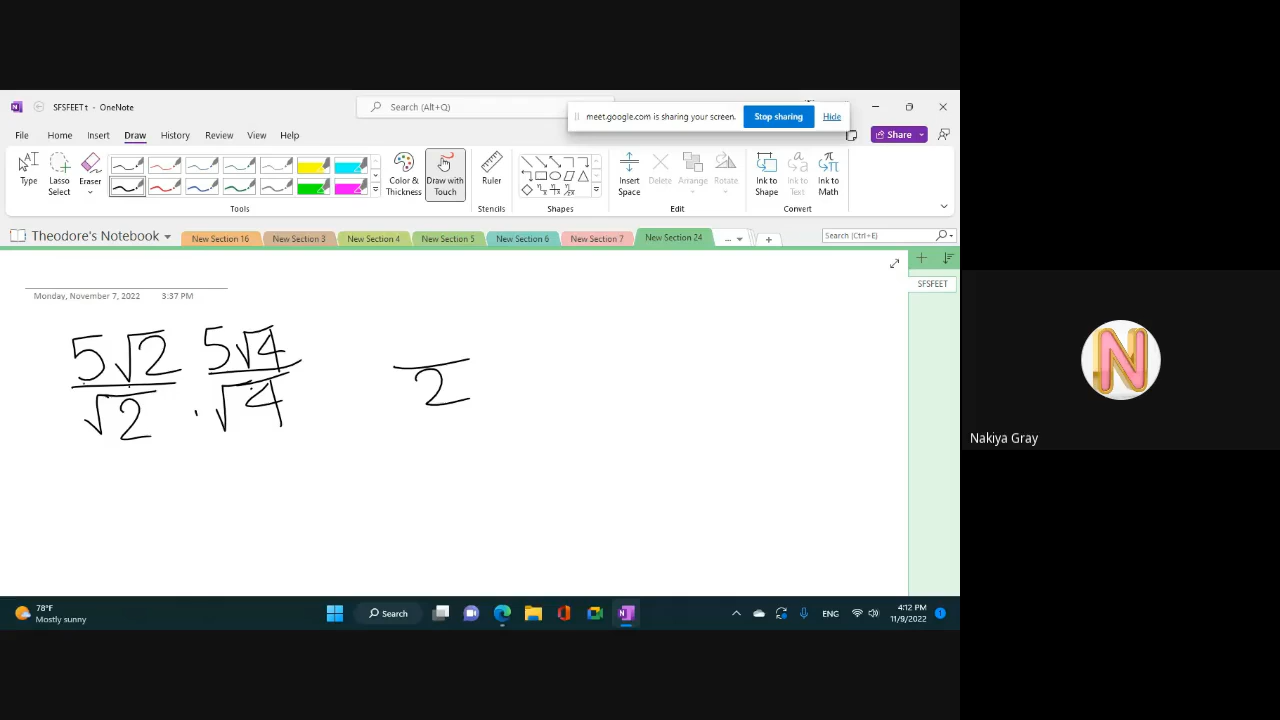 SFSFEET t - OneNote
Search (Alt+Q)
meet.google.com is sharing your screen. Stop sharing Hide
File Home Insert Draw History Review View Help
Share
Type Lasso Select Eraser
Color & Thickness Draw with Touch Ruler
Insert Space Delete Arrange Rotate Ink to Shape Ink to Text Ink to Math
Tools Stencils Shapes Edit Convert
Theodore's Notebook New Section 16 New Section 3 New Section 4 New Section 5 New Section 6 New Section 7 New Section 24 ... Search (Ctrl+E)
SFSFEET
Monday, November 7, 2022 3:37 PM
5√2 5√4
√2 · √4 2
N
Nakiya Gray
78°F
Mostly sunny
Search
ENG
4:12 PM
11/9/2022
1